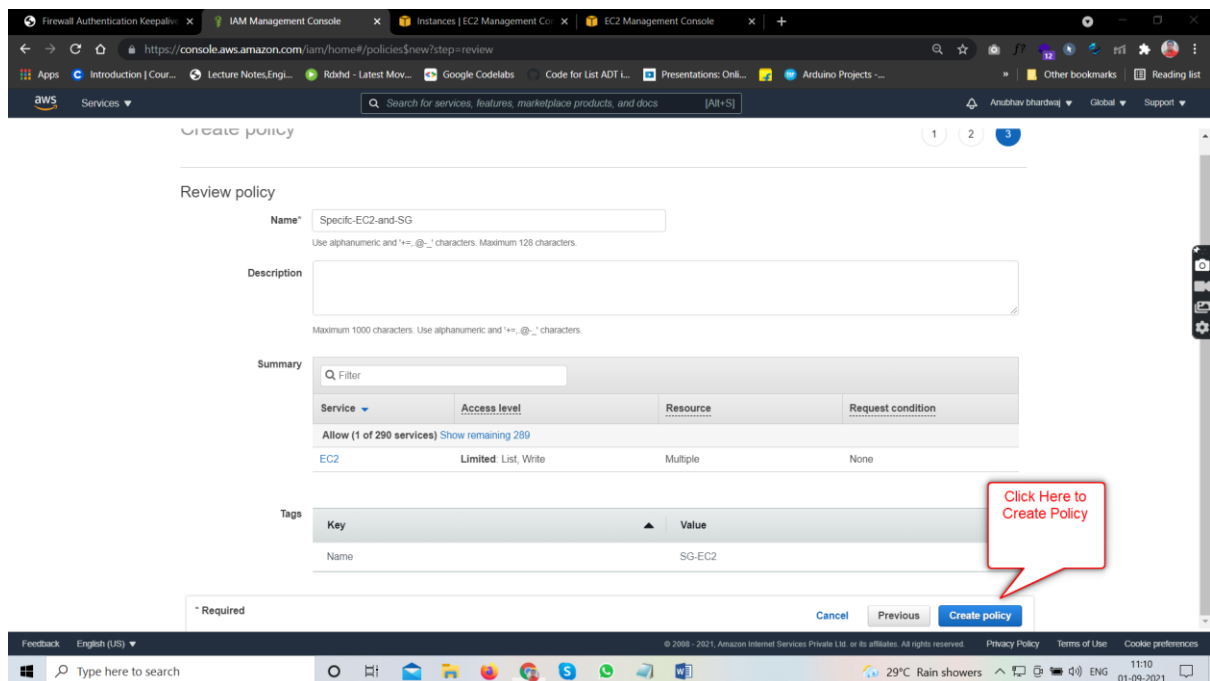 Firewall Authentication Keepaliv
IAM Management Console
Instances | EC2 Management Cor
EC2 Management Console
https://console.aws.amazon.com/iam/home#/policies$new?step=review
Apps
Introduction | Cour...
Lecture Notes,Engi...
Rdxhd - Latest Mov...
Google Codelabs
Code for List ADT i...
Presentations: Onli...
Arduino Projects -...
»
Other bookmarks
Reading list
aws
Services
Search for services, features, marketplace products, and docs [Alt+S]
Anubhav bhardwaj
Global
Support
Create policy
1 2 3
Review policy
Name*
Specifc-EC2-and-SG
Use alphanumeric and '+=,.@-_' characters. Maximum 128 characters.
Description
Maximum 1000 characters. Use alphanumeric and '+=,.@-_' characters.
Summary
Filter
Service Access level Resource Request condition
Allow (1 of 290 services) Show remaining 289
EC2 Limited: List, Write Multiple None
Click Here to
Create Policy
Tags
Key Value
Name SG-EC2
* Required
Cancel Previous Create policy
Feedback English (US)
© 2008 - 2021, Amazon Internet Services Private Ltd. or its affiliates. All rights reserved. Privacy Policy Terms of Use Cookie preferences
Type here to search
29°C Rain showers
ENG
11:10
01-09-2021